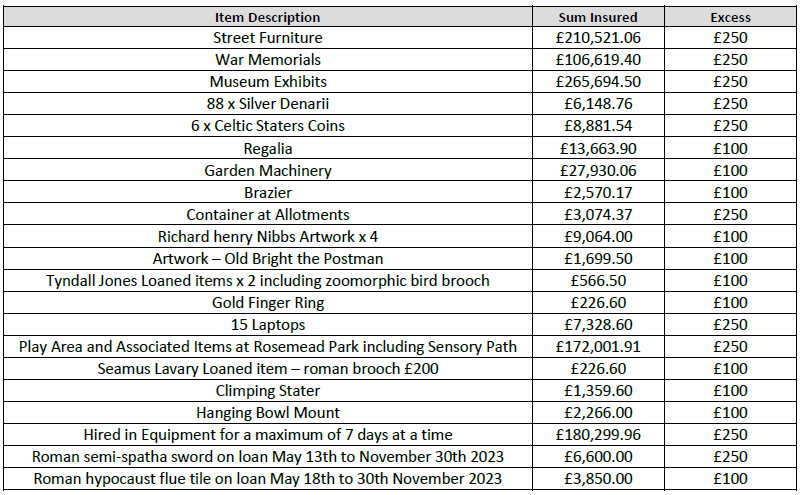 Item Description Sum Insured Excess
Street Furniture £210,521.06 £250
War Memorials £106,619.40 £250
Museum Exhibits £265,694.50 £250
88 x Silver Denarii £6,148.76 £250
6 x Celtic Staters Coins £8,881.54 £250
Regalia £13,663.90 £100
Garden Machinery £27,930.06 £100
Brazier £2,570.17 £100
Container at Allotments £3,074.37 £250
Richard henry Nibbs Artwork x 4 £9,064.00 £100
Artwork – Old Bright the Postman £1,699.50 £100
Tyndall Jones Loaned items x 2 including zoomorphic bird brooch £566.50 £100
Gold Finger Ring £226.60 £100
15 Laptops £7,328.60 £250
Play Area and Associated Items at Rosemead Park including Sensory Path £172,001.91 £250
Seamus Lavary Loaned item – roman brooch £200 £226.60 £100
Climping Stater £1,359.60 £100
Hanging Bowl Mount £2,266.00 £100
Hired in Equipment for a maximum of 7 days at a time £180,299.96 £250
Roman semi-spatha sword on loan May 13th to November 30th 2023 £6,600.00 £250
Roman hypocaust flue tile on loan May 18th to 30th November 2023 £3,850.00 £100